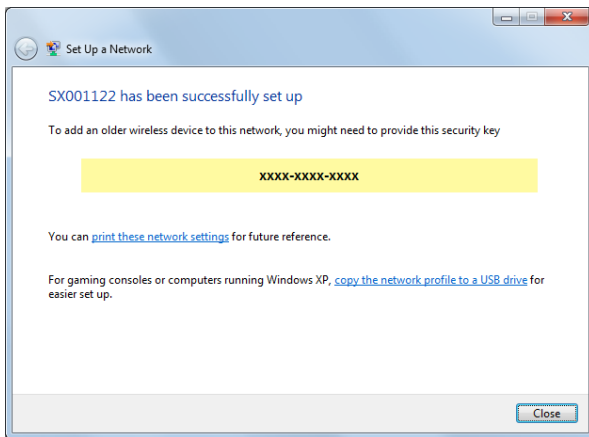 Set Up a Network
SX001122 has been successfully set up
To add an older wireless device to this network, you might need to provide this security key
xxxx-xxxx-xxxx
You can print these network settings for future reference.
For gaming consoles or computers running Windows XP, copy the network profile to a USB drive for
easier set up.
Close